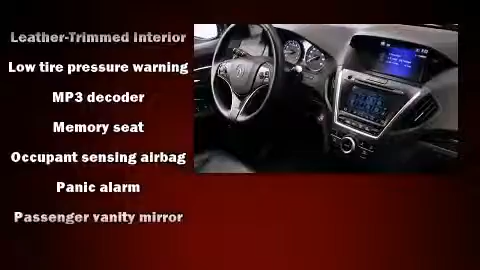 Leather-Trimmed Interior
Low tire pressure warning
MP3 decoder
Memory seat
Occupant sensing airbag
Panic alarm
Passenger vanity mirror